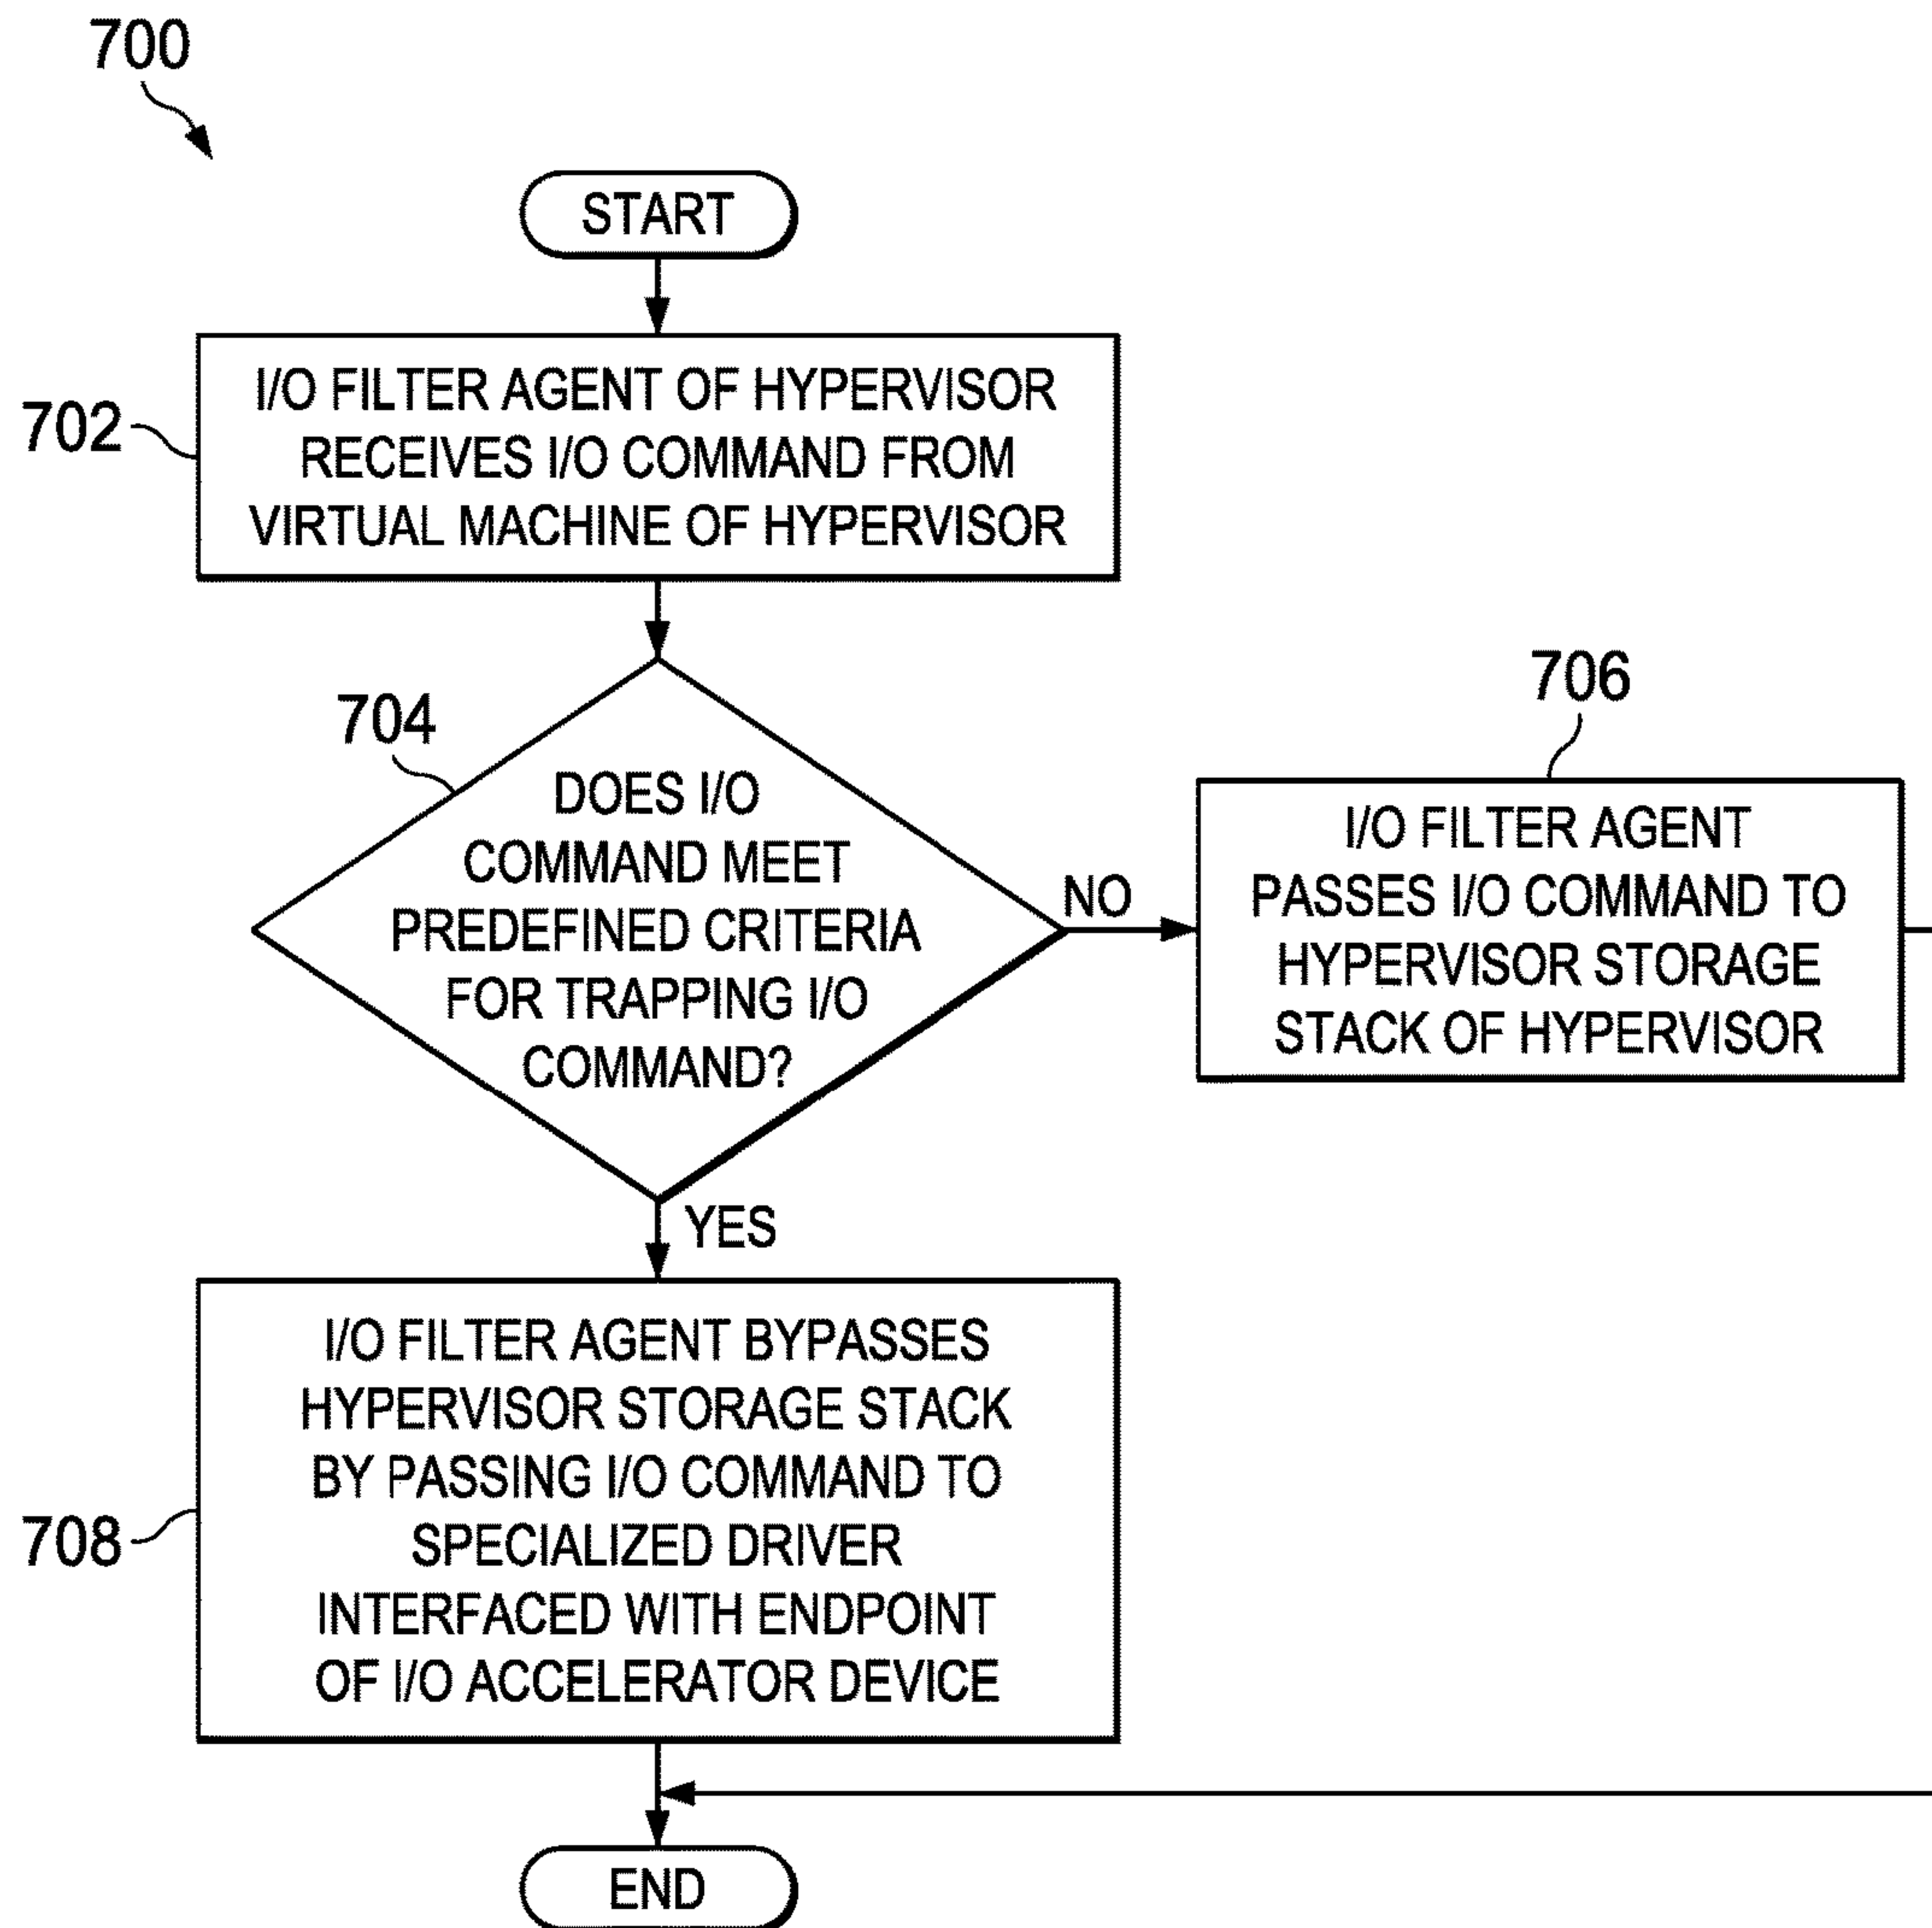 700
START
702
I/O FILTER AGENT OF HYPERVISOR
RECEIVES I/O COMMAND FROM
VIRTUAL MACHINE OF HYPERVISOR
704
DOES I/O
COMMAND MEET
PREDEFINED CRITERIA
FOR TRAPPING I/O
COMMAND?
NO
706
I/O FILTER AGENT
PASSES I/O COMMAND TO
HYPERVISOR STORAGE
STACK OF HYPERVISOR
YES
708
I/O FILTER AGENT BYPASSES
HYPERVISOR STORAGE STACK
BY PASSING I/O COMMAND TO
SPECIALIZED DRIVER
INTERFACED WITH ENDPOINT
OF I/O ACCELERATOR DEVICE
END